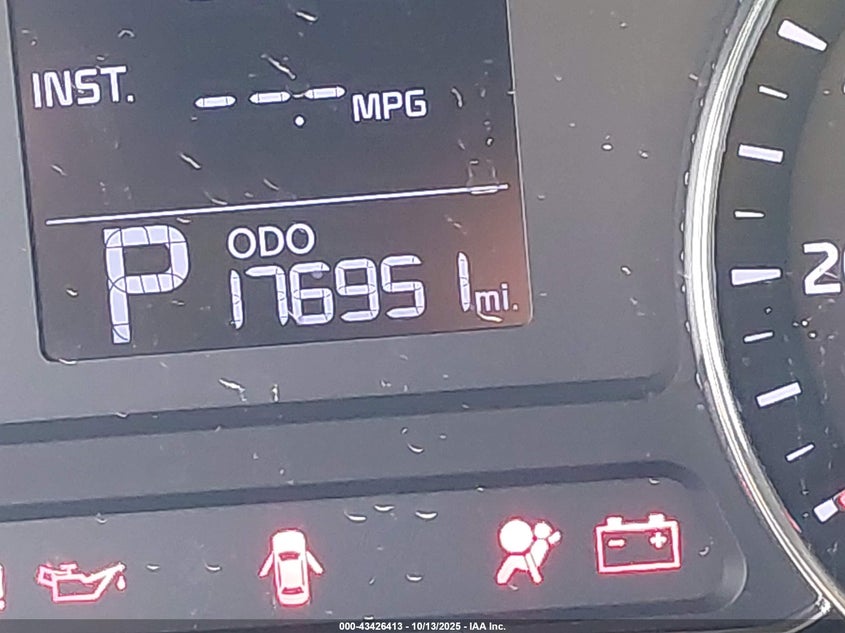 INST. --.- MPG
ODO
P 176951 mi.
2
000-43426413 - 10/13/2025 - IAA Inc.